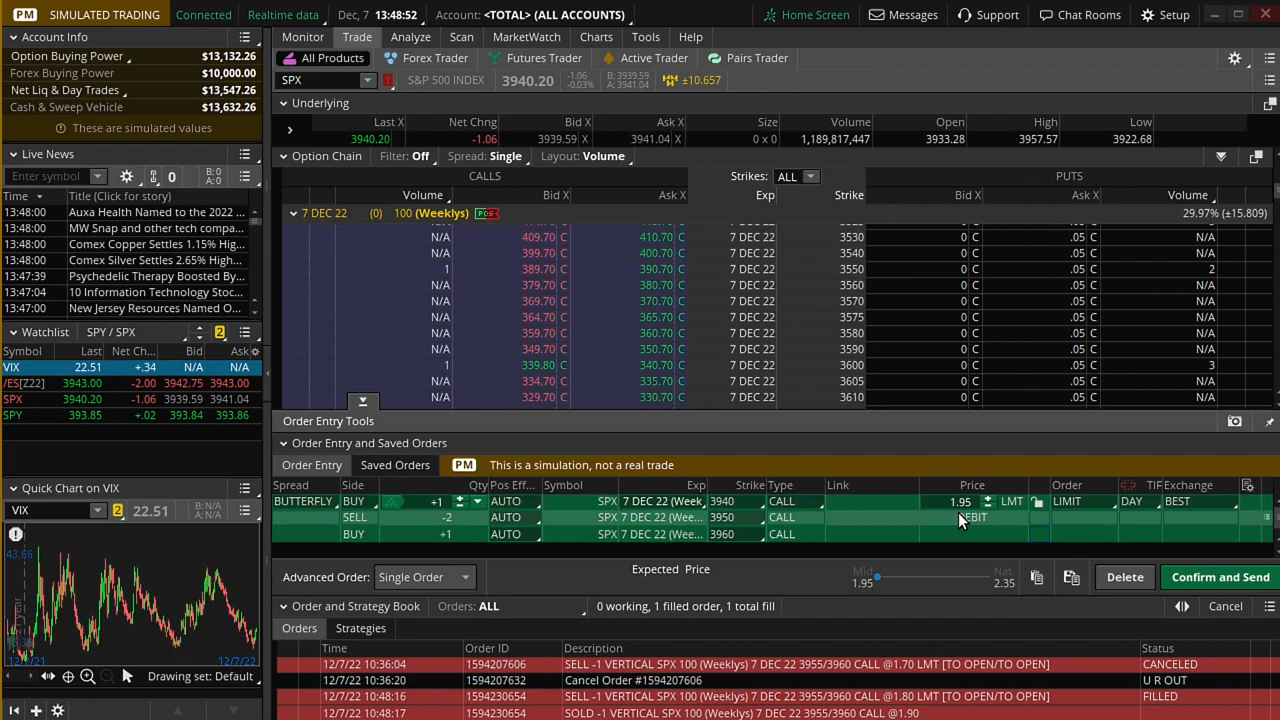 PM SIMULATED TRADING Connected Realtime data Dec, 7 13:48:52 Account: <TOTAL> (ALL ACCOUNTS) Home Screen Messages Support Chat Rooms Setup
Account Info
Option Buying Power $13,132.26
Forex Buying Power $10,000.00
Net Liq & Day Trades $13,547.26
Cash & Sweep Vehicle $13,632.26
These are simulated values
Live News
Enter symbol 0 B: 0 A: 0
Time Title (Click for story)
13:48:00 Auxa Health Named to the 2022 ...
13:48:00 MW Snap and other tech compa...
13:48:00 Comex Copper Settles 1.15% Hig...
13:48:00 Comex Silver Settles 2.65% High...
13:47:39 Psychedelic Therapy Boosted By...
13:47:04 10 Information Technology Stoc...
13:47:00 New Jersey Resources Named O...
Watchlist SPY / SPX 2
Symbol Last Net Ch... Bid Ask
VIX 22.51 +.34 N/A N/A
/ES[Z22] 3943.00 -2.00 3942.75 3943.00
SPX 3940.20 -1.06 3939.59 3941.04
SPY 393.85 +.02 393.84 393.86
Quick Chart on VIX
VIX 2 22.51 B: N/A A: N/A
43.66
12/7/21 12/7/22
Drawing set: Default
Monitor Trade Analyze Scan MarketWatch Charts Tools Help
All Products Forex Trader Futures Trader Active Trader Pairs Trader
SPX S&P 500 INDEX 3940.20 -1.06 -0.03% B: 3939.59 A: 3941.04 ±10.657
Underlying
Last X Net Chng Bid X Ask X Size Volume Open High Low
3940.20 -1.06 3939.59 X 3941.04 X 0 x 0 1,189,817,447 3933.28 3957.57 3922.68
Option Chain Filter: Off Spread: Single Layout: Volume
CALLS Strikes: ALL PUTS
Volume Bid X Ask X Exp Strike Bid X Ask X Volume
7 DEC 22 (0) 100 (Weeklys) 29.97% (±15.809)
N/A 409.70 C 410.70 C 7 DEC 22 3530 0 C .05 C N/A
N/A 399.70 C 400.70 C 7 DEC 22 3540 0 C .05 C N/A
1 389.70 C 390.70 C 7 DEC 22 3550 0 C .05 C 2
N/A 379.70 C 380.70 C 7 DEC 22 3560 0 C .05 C N/A
N/A 369.70 C 370.70 C 7 DEC 22 3570 0 C .05 C N/A
N/A 364.70 C 365.70 C 7 DEC 22 3575 0 C .05 C N/A
N/A 359.70 C 360.70 C 7 DEC 22 3580 0 C .05 C N/A
N/A 349.70 C 350.70 C 7 DEC 22 3590 0 C .05 C N/A
1 339.80 C 340.70 C 7 DEC 22 3600 0 C .05 C 3
N/A 334.70 C 335.70 C 7 DEC 22 3605 0 C .05 C N/A
N/A 329.70 C 330.70 C 7 DEC 22 3610 0 C .05 C N/A
Order Entry Tools
Order Entry and Saved Orders
Order Entry Saved Orders PM This is a simulation, not a real trade
Spread Side Qty Pos Eff... Symbol Exp Strike Type Link Price Order TIF Exchange
BUTTERFLY BUY +1 AUTO SPX 7 DEC 22 (Week 3940 CALL 1.95 LMT LIMIT DAY BEST
SELL -2 AUTO SPX 7 DEC 22 (Wee... 3950 CALL
BUY +1 AUTO SPX 7 DEC 22 (Wee... 3960 CALL
Advanced Order: Single Order Expected Price Mid 1.95 Nat 2.35 Delete Confirm and Send
Order and Strategy Book Orders: ALL 0 working, 1 filled order, 1 total fill Cancel
Orders Strategies
Time Order ID Description Status
12/7/22 10:36:04 1594207606 SELL -1 VERTICAL SPX 100 (Weeklys) 7 DEC 22 3955/3960 CALL @1.70 LMT [TO OPEN/TO OPEN] CANCELED
12/7/22 10:36:20 1594207606 Cancel Order #1594207606 U R OUT
12/7/22 10:48:16 1594230654 SELL -1 VERTICAL SPX 100 (Weeklys) 7 DEC 22 3955/3960 CALL @1.80 LMT [TO OPEN/TO OPEN] FILLED
12/7/22 10:48:17 1594230654 SOLD -1 VERTICAL SPX 100 (Weeklys) 7 DEC 22 3955/3960 CALL @1.90